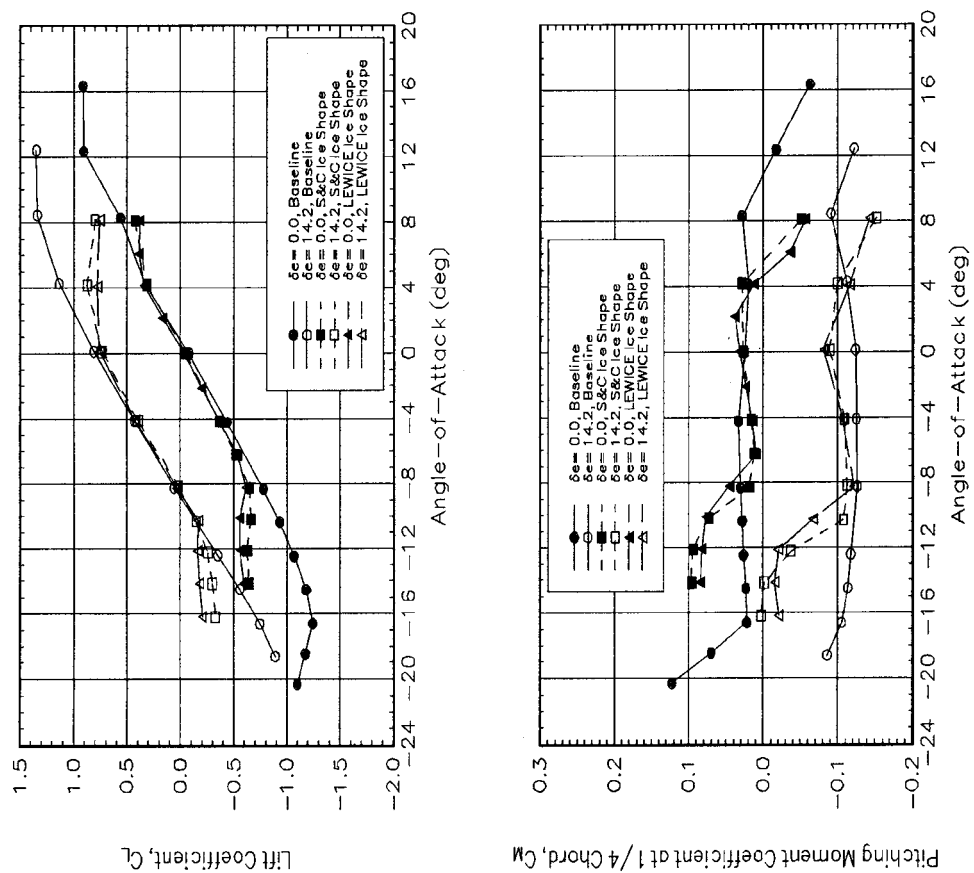 Lift Coefficient, CL
1.5
1.0
0.5
0.0
-0.5
-1.0
-1.5
-24 -20 -16 -12 -8 -4 0 4 8 12 16 20
Angle-of-Attack (deg)
δe= 0.0, Baseline
δe= 14.2, Baseline
δe= 0.0, S&C Ice Shape
δe= 14.2, S&C Ice Shape
δe= 0.0, LEWICE Ice Shape
δe= 14.2, LEWICE Ice Shape
Pitching Moment Coefficient at 1/4 Chord, CM
0.3
0.2
0.1
0.0
-0.1
-0.2
-24 -20 -16 -12 -8 -4 0 4 8 12 16 20
Angle-of-Attack (deg)
δe= 0.0, Baseline
δe= 14.2, Baseline
δe= 0.0, S&C Ice Shape
δe= 14.2, S&C Ice Shape
δe= 0.0, LEWICE Ice Shape
δe= 14.2, LEWICE Ice Shape